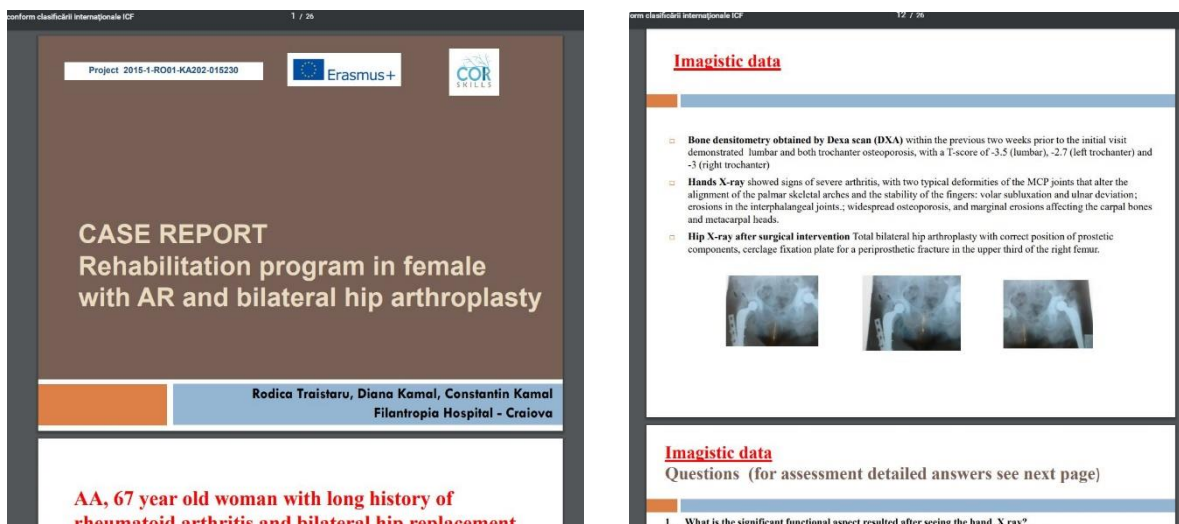 conform clasificării internaționale ICF
1 / 26
Project 2015-1-RO01-KA202-015230
Erasmus+
COR
SKILLS
CASE REPORT
Rehabilitation program in female
with AR and bilateral hip arthroplasty
Rodica Traistaru, Diana Kamal, Constantin Kamal
Filantropia Hospital - Craiova
AA, 67 year old woman with long history of
rheumatoid arthritis and bilateral hip replacement
orm clasificării internaționale ICF
12 / 26
Imagistic data
Bone densitometry obtained by Dexa scan (DXA) within the previous two weeks prior to the initial visit
demonstrated lumbar and both trochanter osteoporosis, with a T-score of -3.5 (lumbar), -2.7 (left trochanter) and
-3 (right trochanter)
Hands X-ray showed signs of severe arthritis, with two typical deformities of the MCP joints that alter the
alignment of the palmar skeletal arches and the stability of the fingers: volar subluxation and ulnar deviation;
erosions in the interphalangeal joints.; widespread osteoporosis, and marginal erosions affecting the carpal bones
and metacarpal heads.
Hip X-ray after surgical intervention Total bilateral hip arthroplasty with correct position of prostetic
components, cerclage fixation plate for a periprosthetic fracture in the upper third of the right femur.
Imagistic data
Questions (for assessment detailed answers see next page)
1. What is the significant functional aspect resulted after seeing the hand X ray?